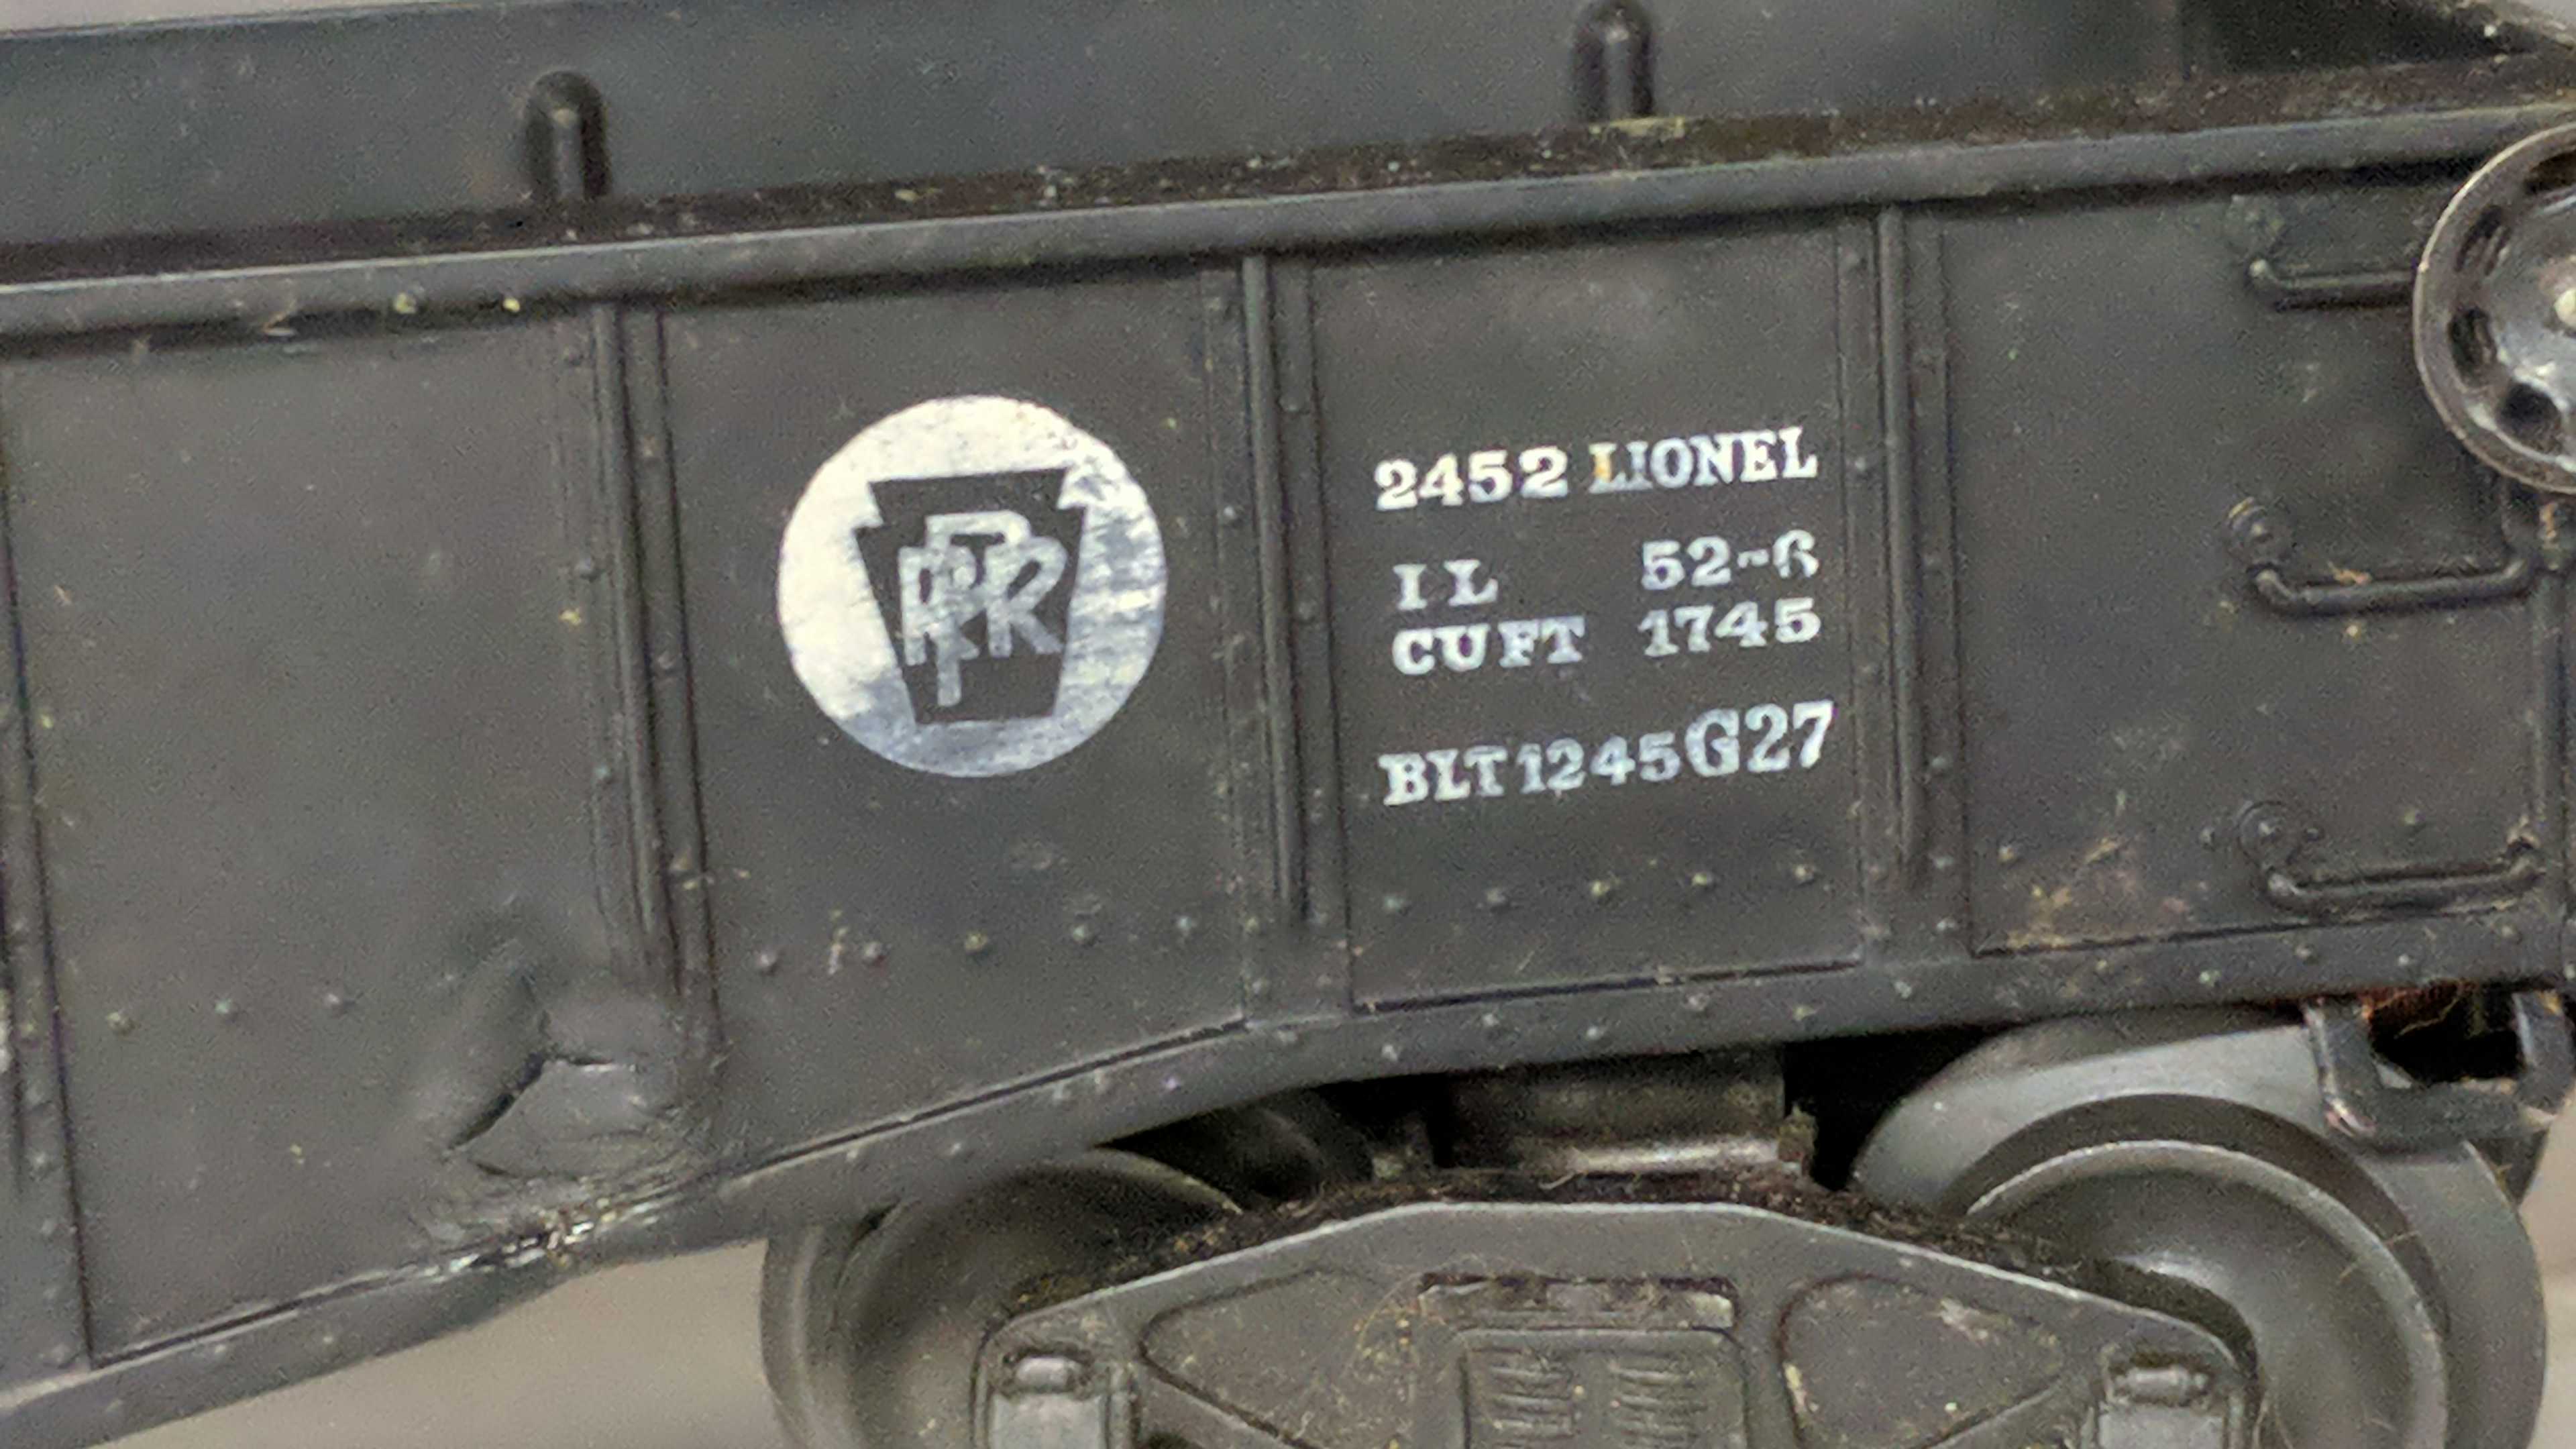 PRR
2452 LIONEL
IL 52-6
CUFT 1745
BLT 1245 G27